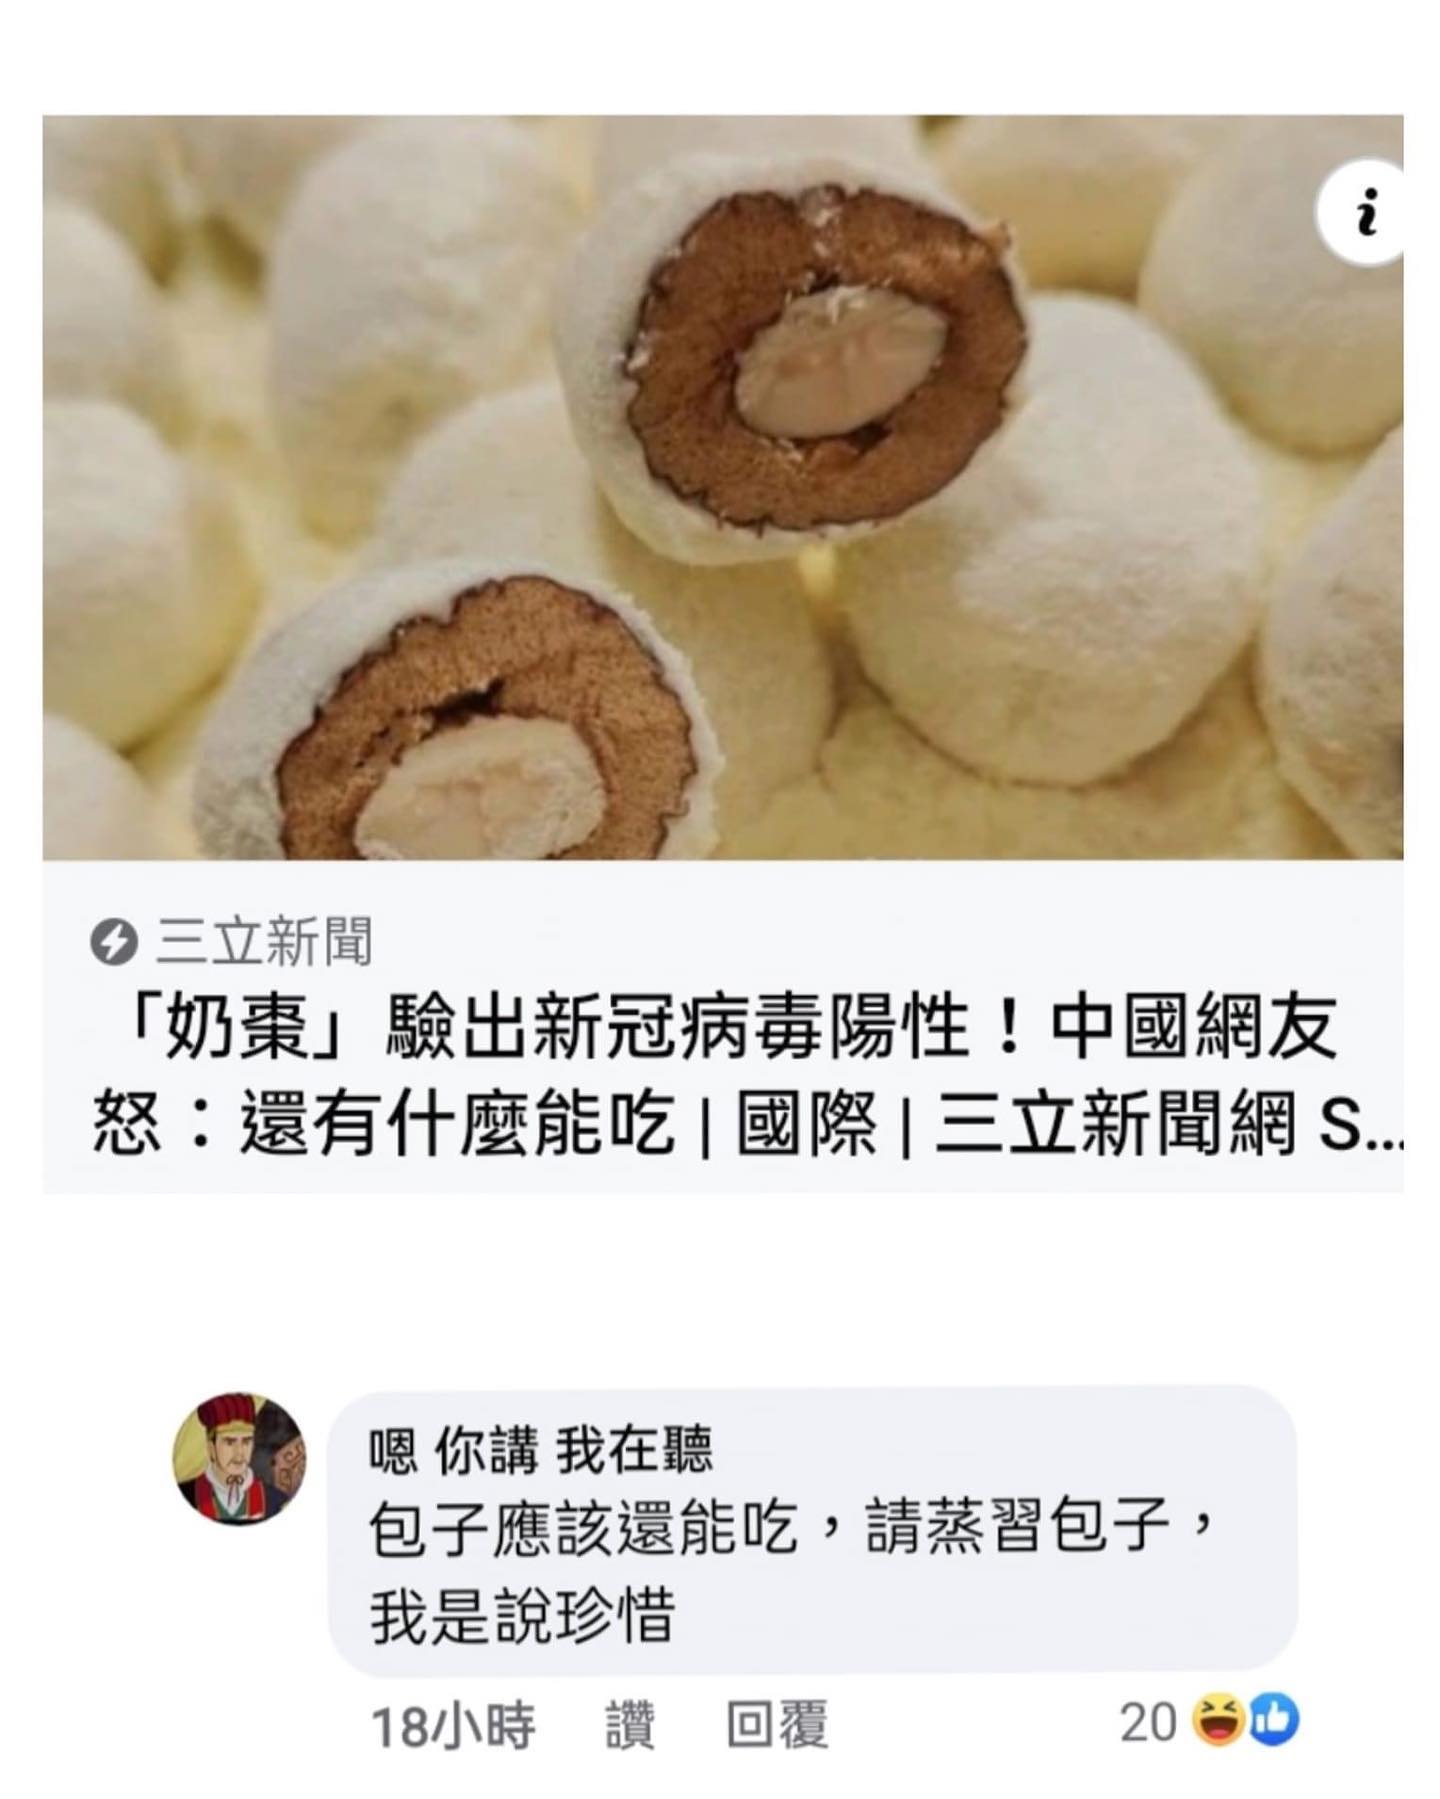 i
三立新聞
「奶棗」驗出新冠病毒陽性！中國網友
怒：還有什麼能吃 | 國際 | 三立新聞網 S...
嗯 你講 我在聽
包子應該還能吃，請蒸習包子，
我是說珍惜
18小時 讚 回覆 20